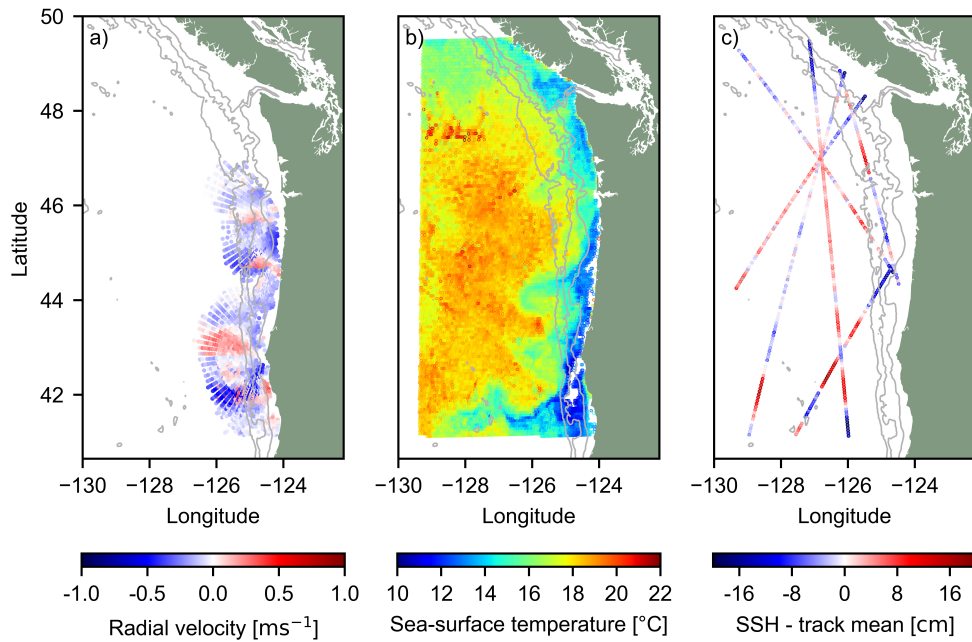 a)
b)
c)
50
48
46
44
42
Latitude
−130 −128 −126 −124
−130 −128 −126 −124
−130 −128 −126 −124
Longitude
Longitude
Longitude
-1.0 -0.5 0.0 0.5 1.0
10 12 14 16 18 20 22
−16 −8 0 8 16
Radial velocity [ms⁻¹]
Sea-surface temperature [°C]
SSH - track mean [cm]